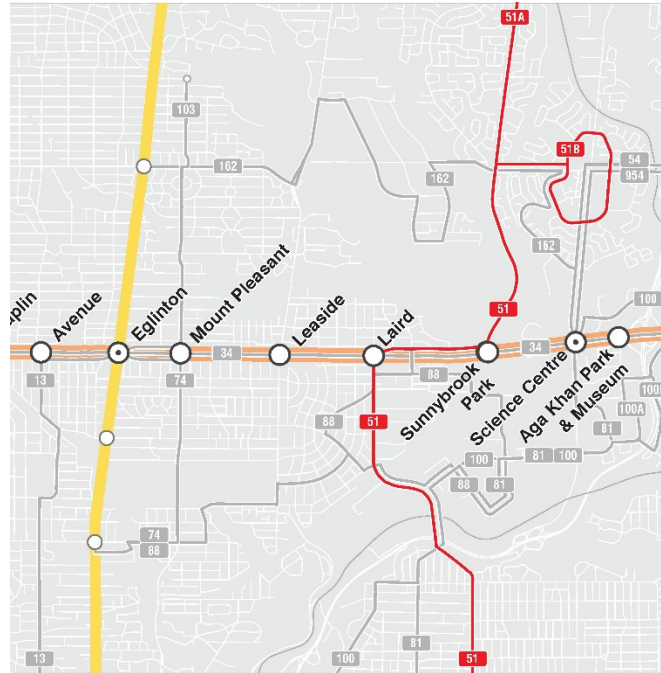 51A
103
162
51B
54
954
162
162
aplin
Avenue
Eglinton
Mount Pleasant
Leaside
Laird
51
100
34
34
13
74
88
Sunnybrook
Park
Science Centre
Aga Khan Park
& Museum
100
100A
88
51
81
100
81
100
88
81
74
88
13
100
81
51